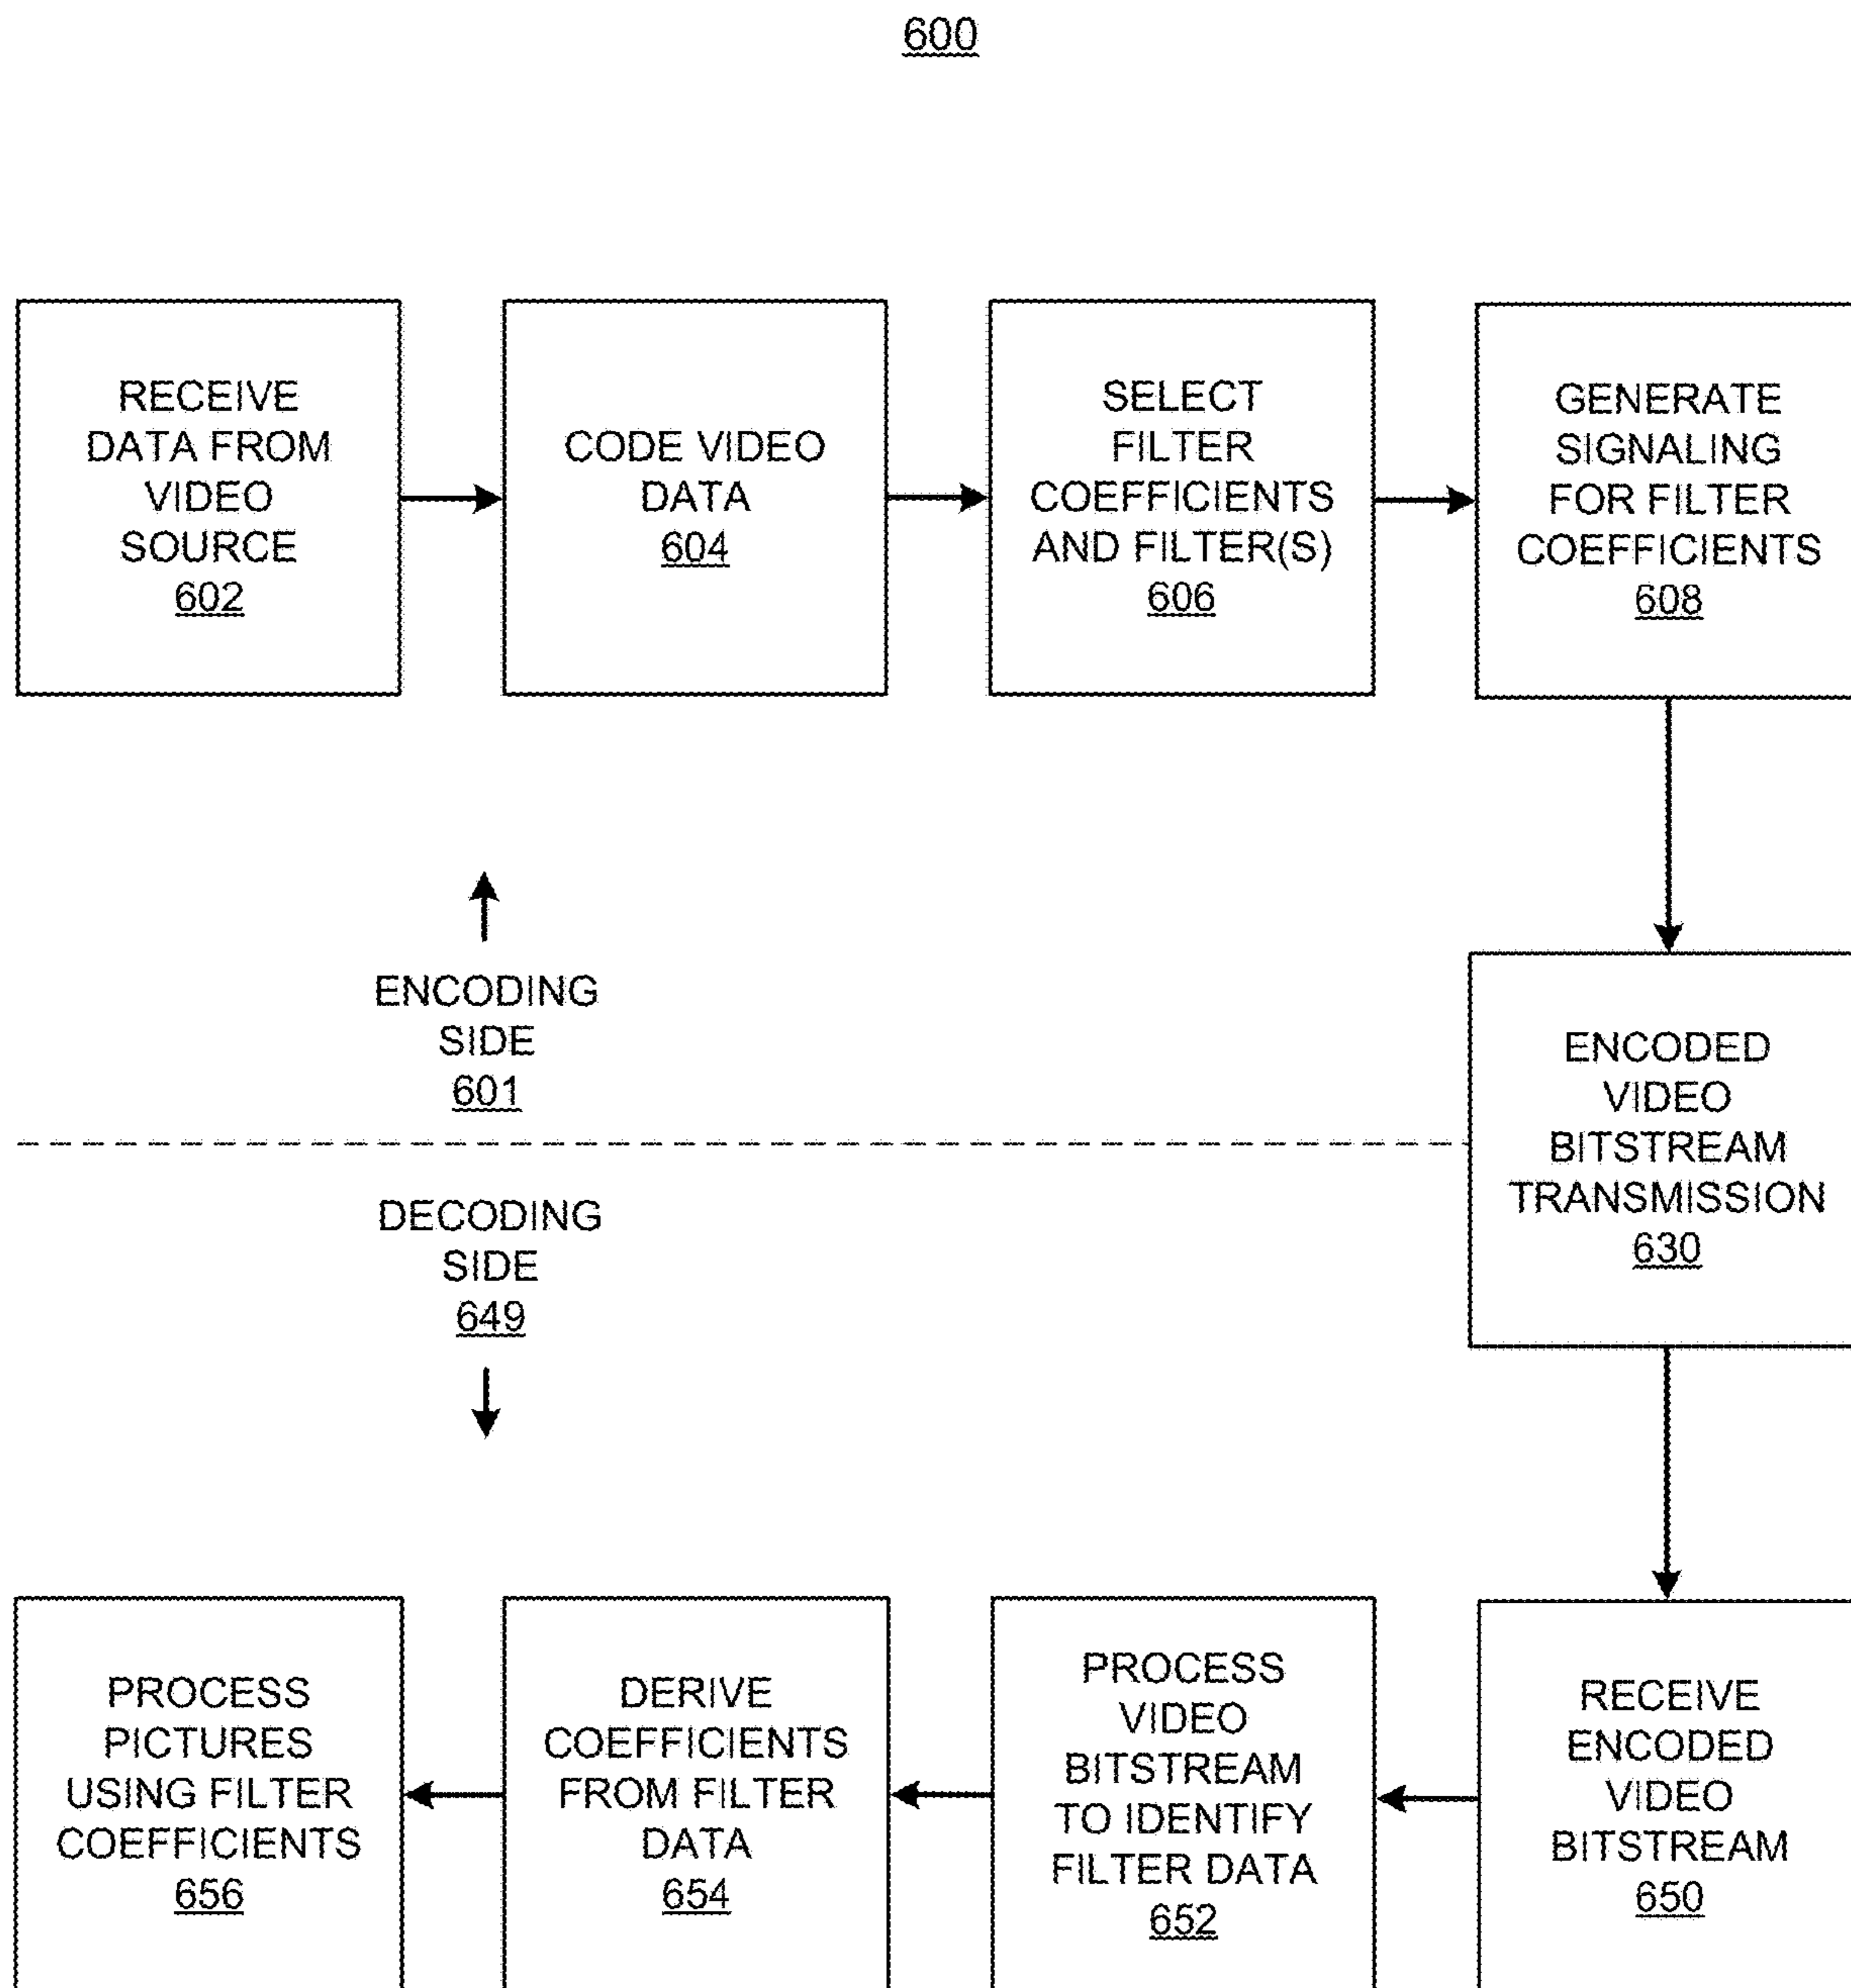 600
RECEIVE
DATA FROM
VIDEO
SOURCE
602
CODE VIDEO
DATA
604
SELECT
FILTER
COEFFICIENTS
AND FILTER(S)
606
GENERATE
SIGNALING
FOR FILTER
COEFFICIENTS
608
ENCODING
SIDE
601
ENCODED
VIDEO
BITSTREAM
TRANSMISSION
630
DECODING
SIDE
649
PROCESS
PICTURES
USING FILTER
COEFFICIENTS
656
DERIVE
COEFFICIENTS
FROM FILTER
DATA
654
PROCESS
VIDEO
BITSTREAM
TO IDENTIFY
FILTER DATA
652
RECEIVE
ENCODED
VIDEO
BITSTREAM
650